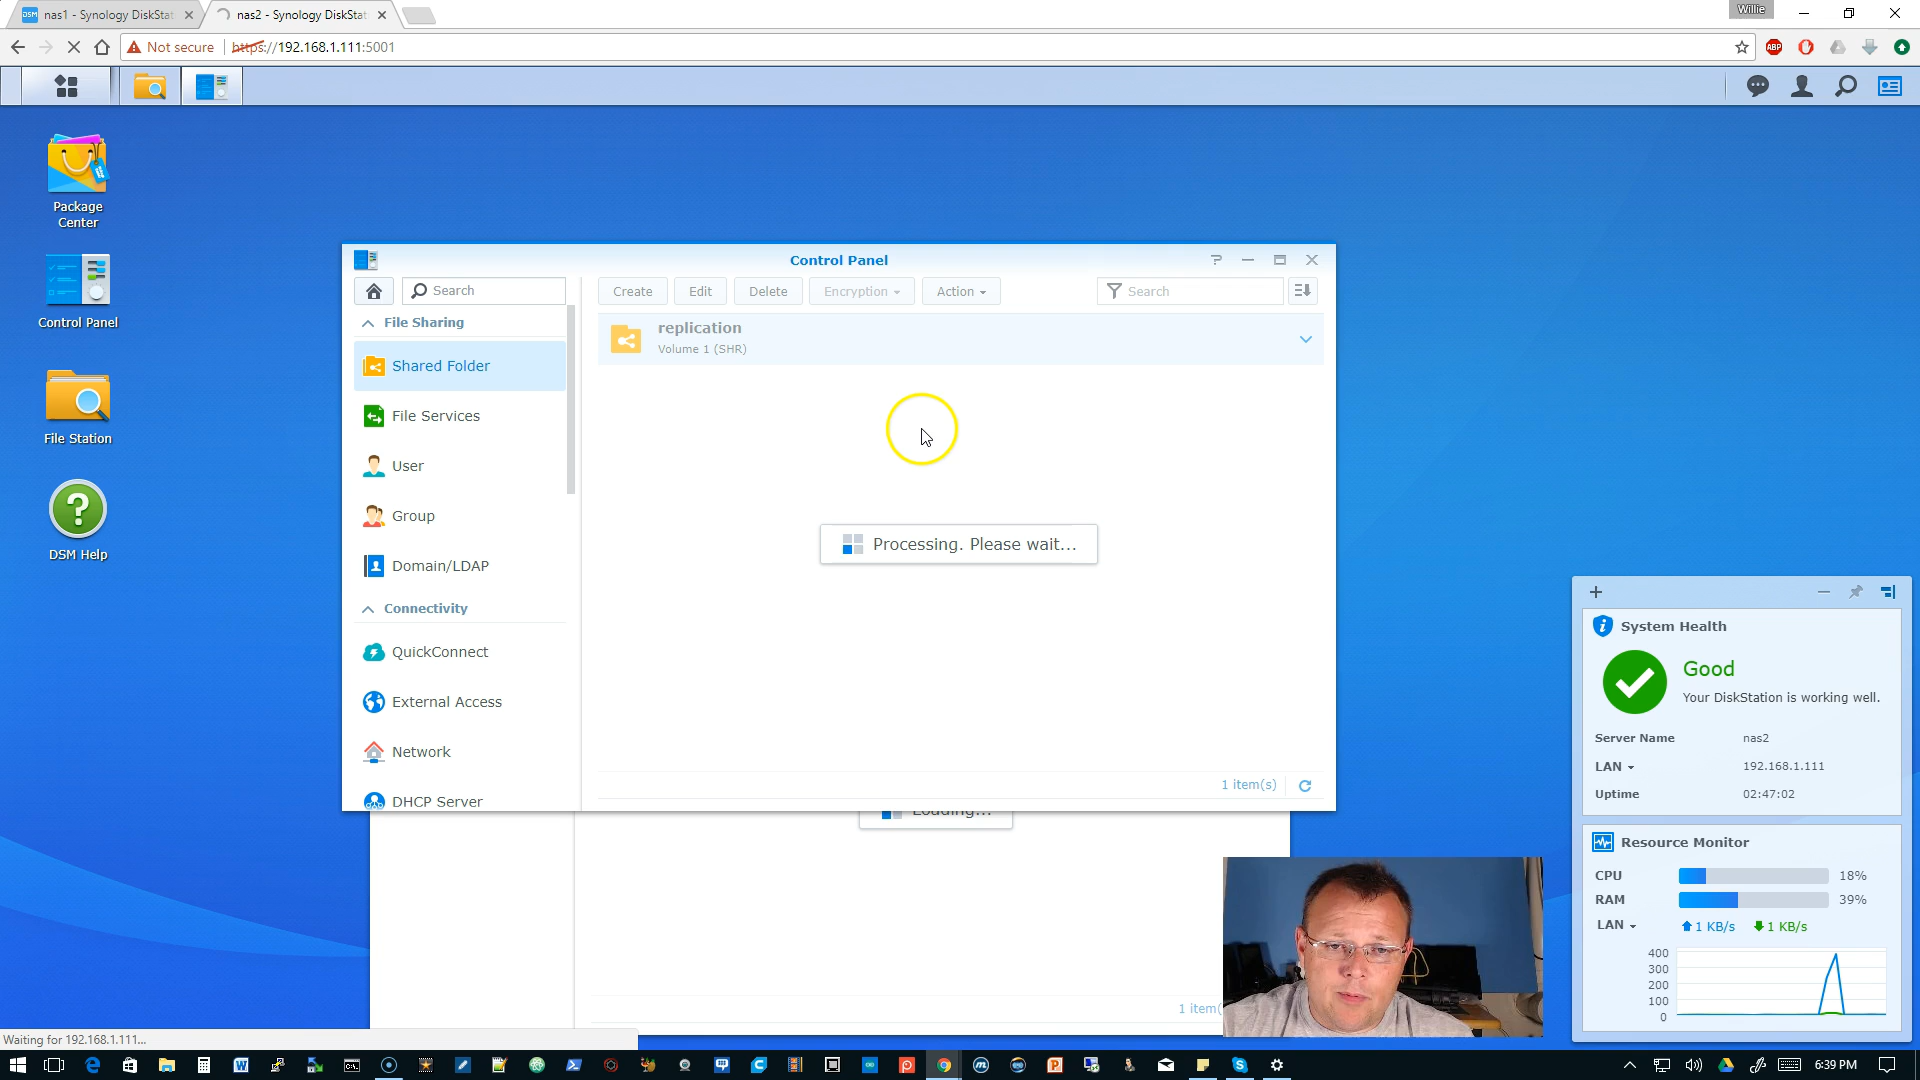 nas1 - Synology DiskStat
nas2 - Synology DiskStat
Willie
Not secure
https://192.168.1.111:5001
ABP
Package
Center
Control Panel
File Station
DSM Help
Control Panel
Search
Create
Edit
Delete
Encryption
Action
Search
File Sharing
replication
Volume 1 (SHR)
Shared Folder
File Services
User
Group
Domain/LDAP
Processing. Please wait...
Connectivity
QuickConnect
External Access
Network
DHCP Server
1 item(s)
Loading...
1 item(
System Health
Good
Your DiskStation is working well.
Server Name nas2
LAN 192.168.1.111
Uptime 02:47:02
Resource Monitor
CPU 18%
RAM 39%
LAN 1 KB/s 1 KB/s
400
300
200
100
0
Waiting for 192.168.1.111...
6:39 PM